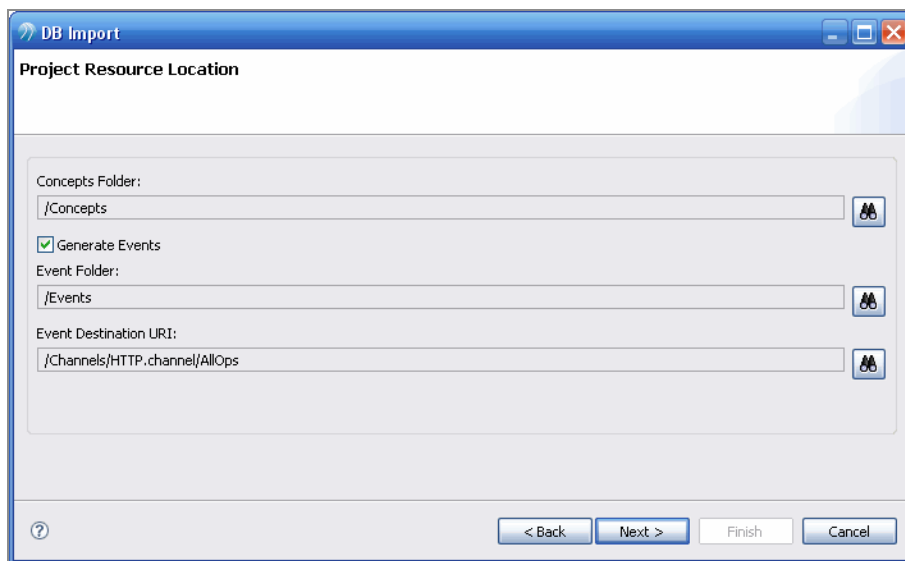 DB Import
Project Resource Location
Concepts Folder:
/Concepts
Generate Events
Event Folder:
/Events
Event Destination URI:
/Channels/HTTP.channel/AllOps
? < Back Next > Finish Cancel